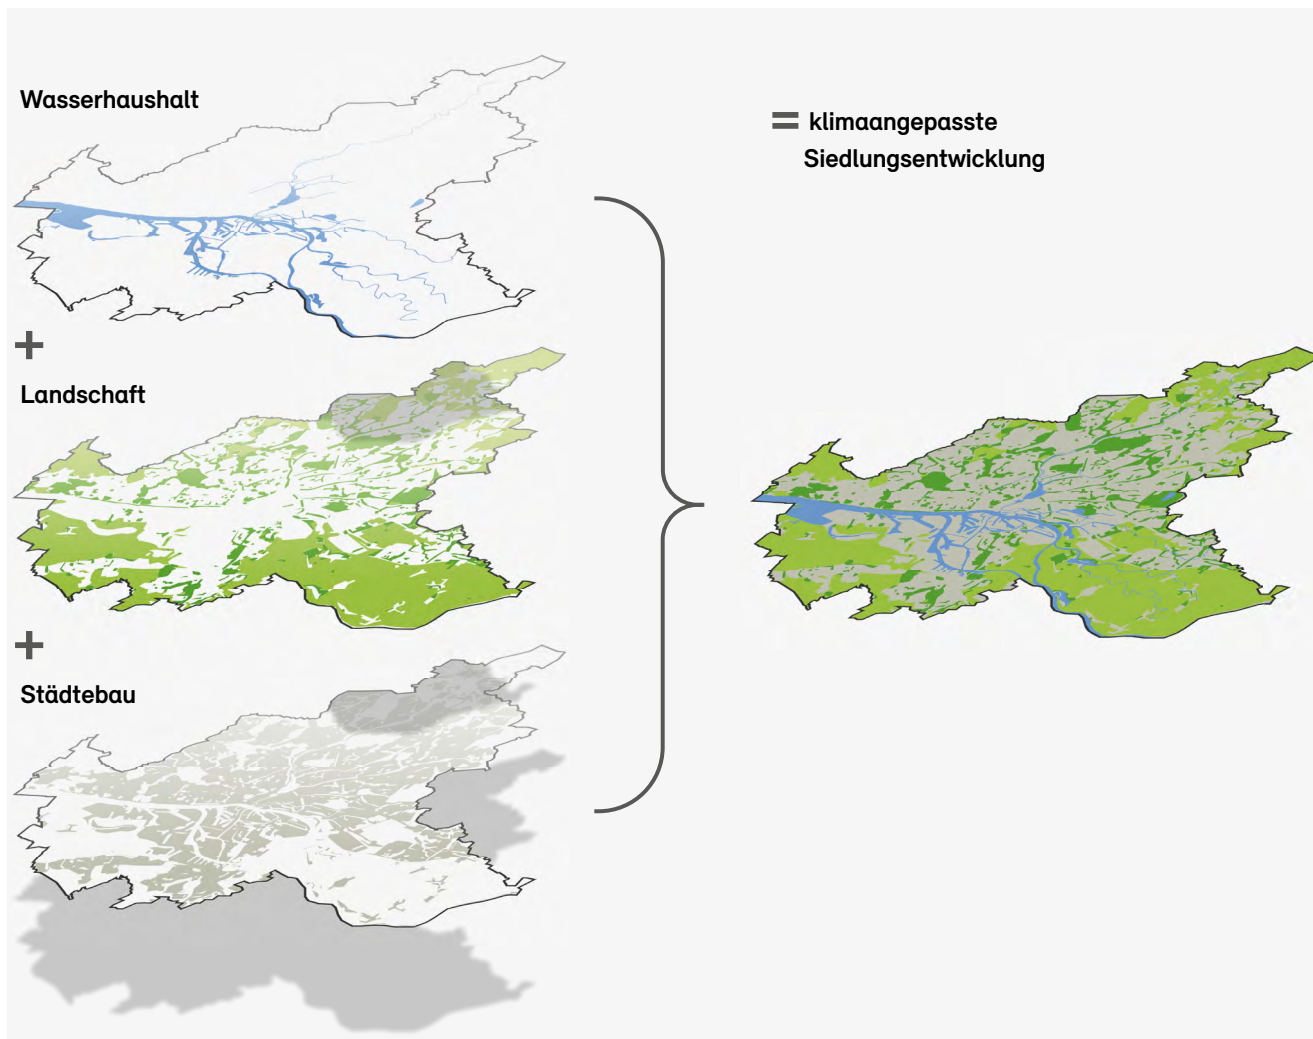 Wasserhaushalt
+
Landschaft
+
Städtebau
= klimaangepasste
Siedlungsentwicklung